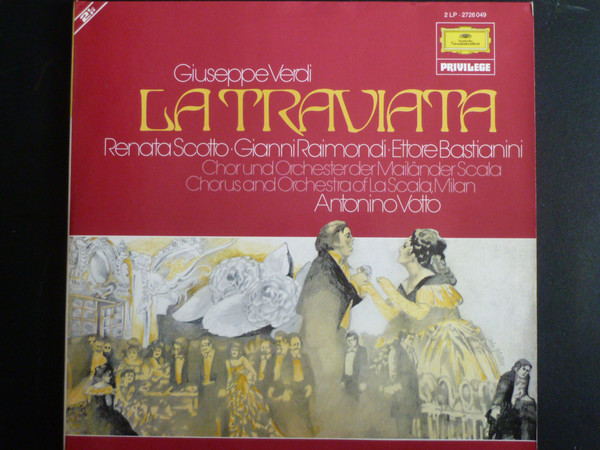 2 LP - 2726 049
PRIVILEGE
Giuseppe Verdi
LA TRAVIATA
Renata Scotto · Gianni Raimondi · Ettore Bastianini
Chor und Orchester der Mailänder Scala
Chorus and Orchestra of La Scala, Milan
Antonino Votto